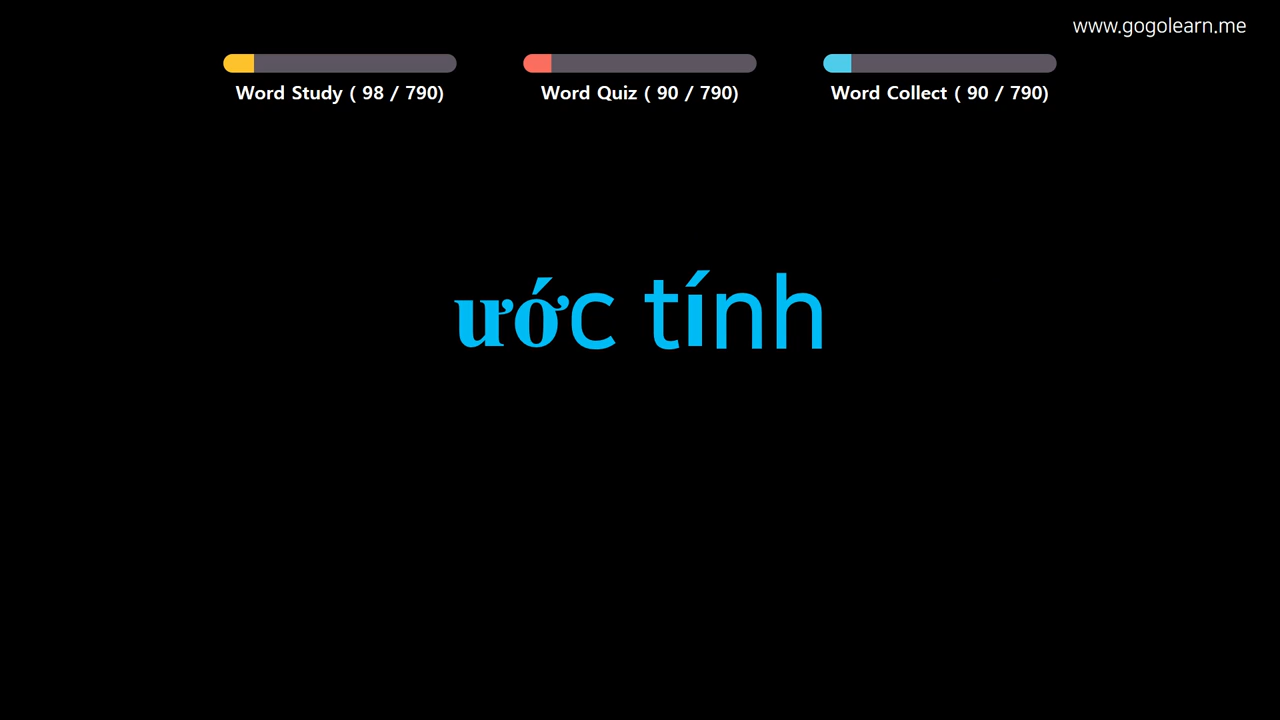 www.gogolearn.me
Word Study ( 98 / 790)
Word Quiz ( 90 / 790)
Word Collect ( 90 / 790)
ước tính